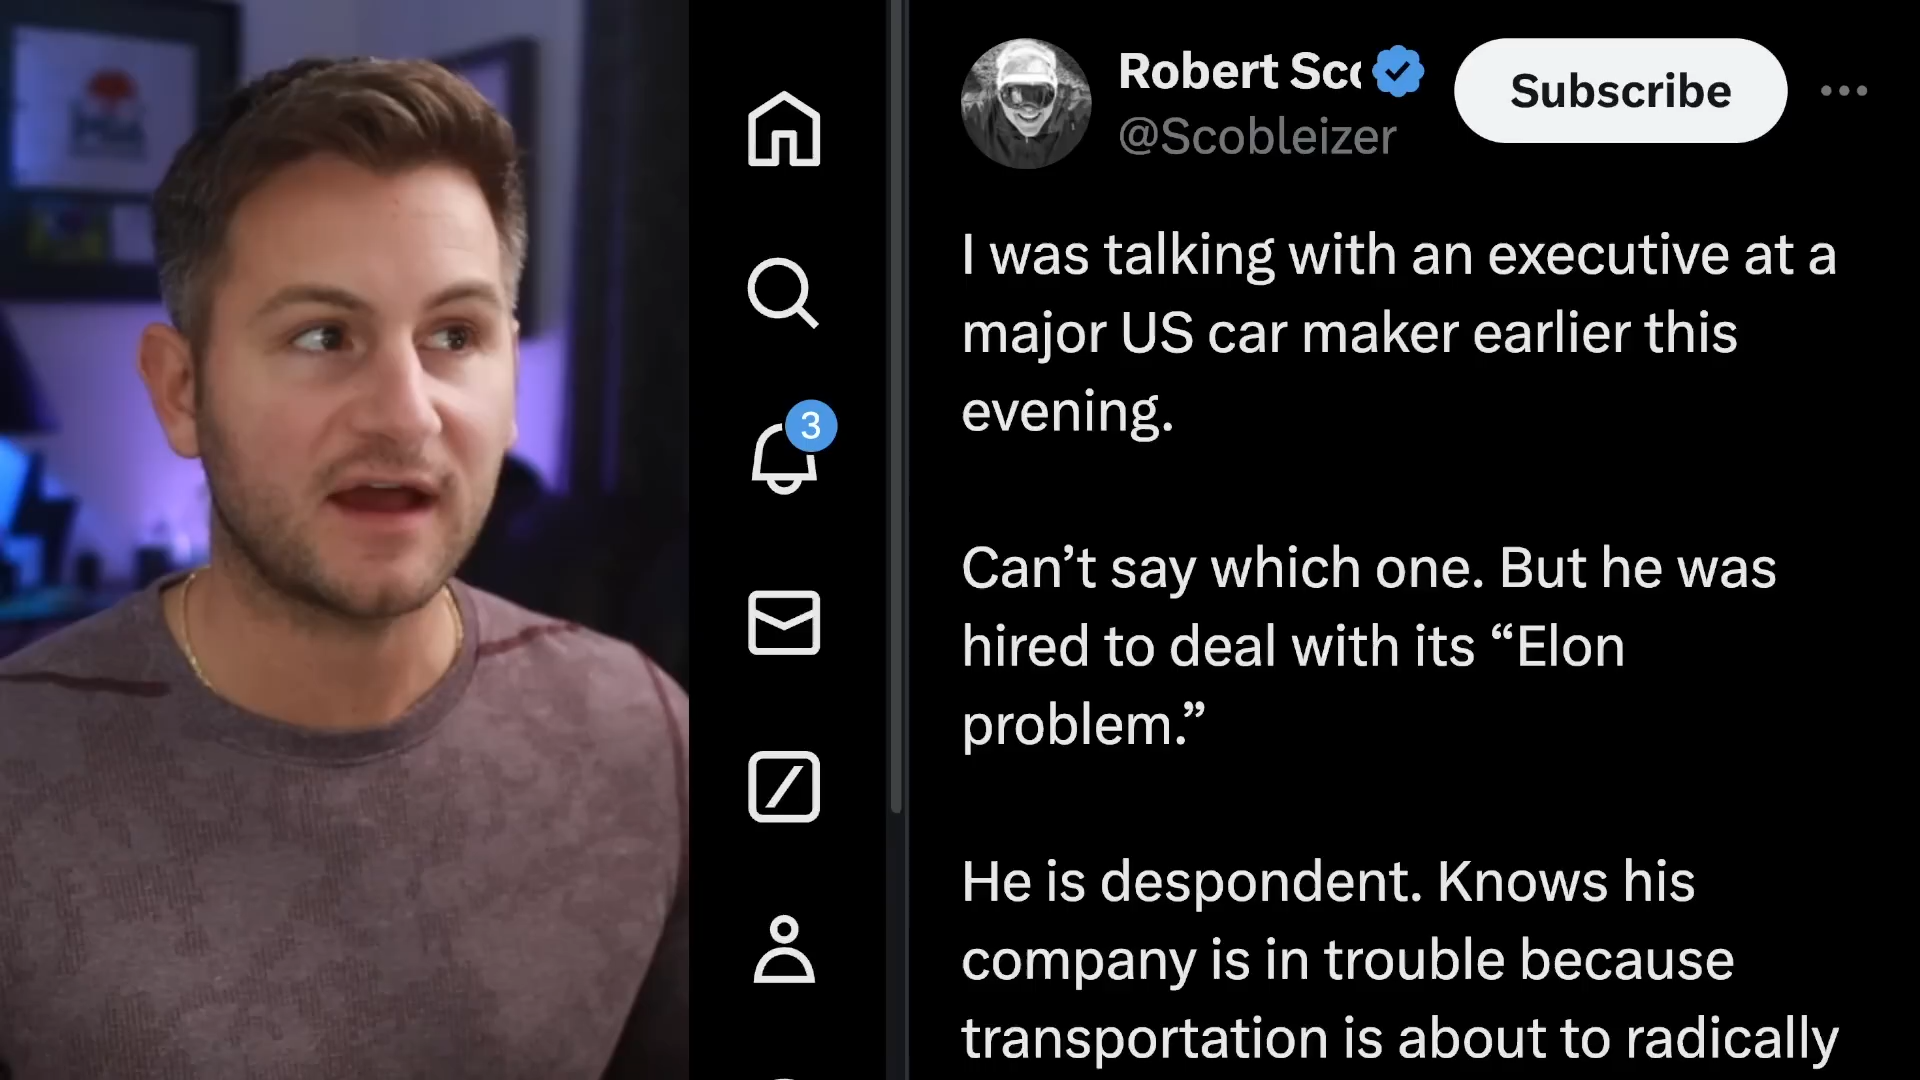 Robert Sco
Subscribe
@Scobleizer
I was talking with an executive at a
major US car maker earlier this
evening.
Can’t say which one. But he was
hired to deal with its “Elon
problem.”
He is despondent. Knows his
company is in trouble because
transportation is about to radically
3